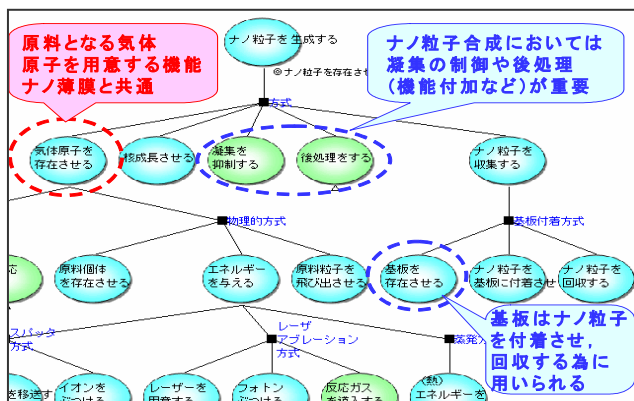 原料となる気体
原子を用意する機能
ナノ薄膜と共通
ナノ粒子を生成する
ナノ粒子合成においては
凝集の制御や後処理
(機能付加など)が重要
◎ナノ粒子を存在させ
方式
気体原子を
存在させる
核成長させる
凝集を
抑制する
後処理をする
ナノ粒子を
収集する
物理的方式
基板付着方式
応
原料個体
を存在させる
エネルギー
を与える
原料粒子を
飛び出させる
基板を
存在させる
ナノ粒子を
基板に付着させ
ナノ粒子を
回収する
スパッタ
方式
レーザ
アブレーション
方式
蒸発
基板はナノ粒子
を付着させ,
回収する為に
用いられる
を移送す
イオンを
ぶつける
レーザーを
用意する
フォトン
ぶつける
反応ガス
を導入する
(熱)
エネルギーを